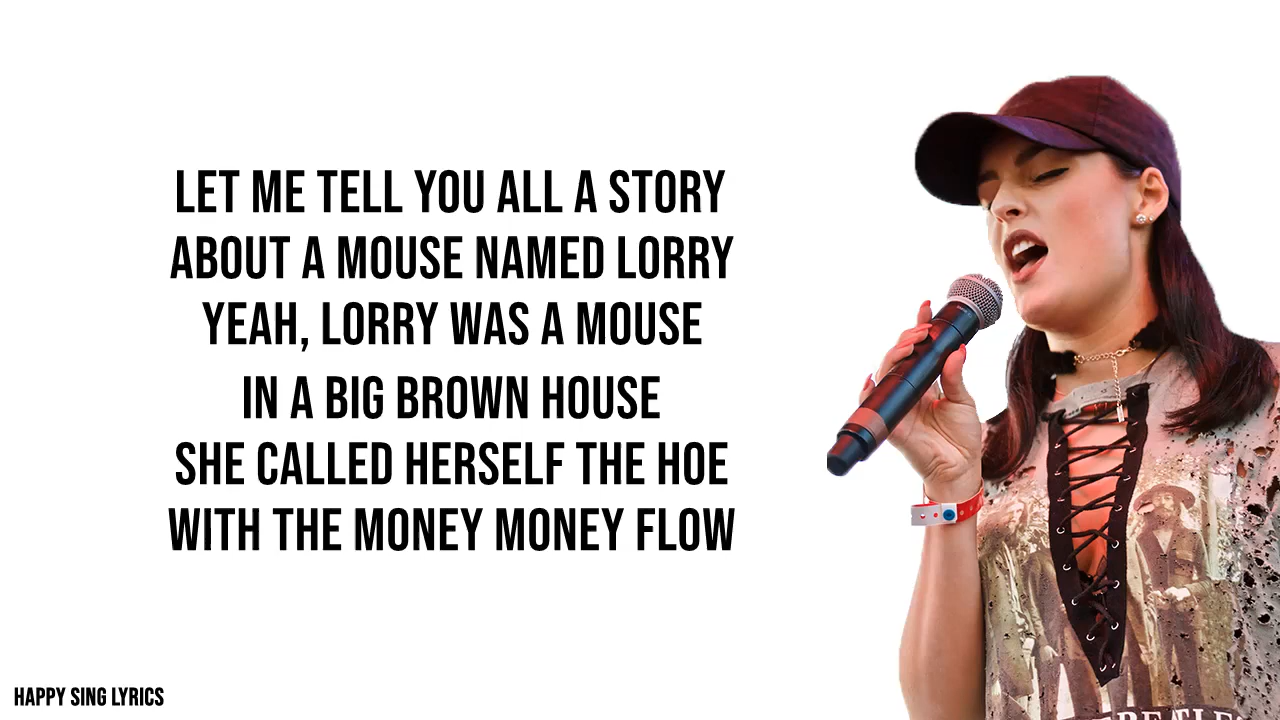 LET ME TELL YOU ALL A STORY
ABOUT A MOUSE NAMED LORRY
YEAH, LORRY WAS A MOUSE
IN A BIG BROWN HOUSE
SHE CALLED HERSELF THE HOE
WITH THE MONEY MONEY FLOW
HAPPY SING LYRICS